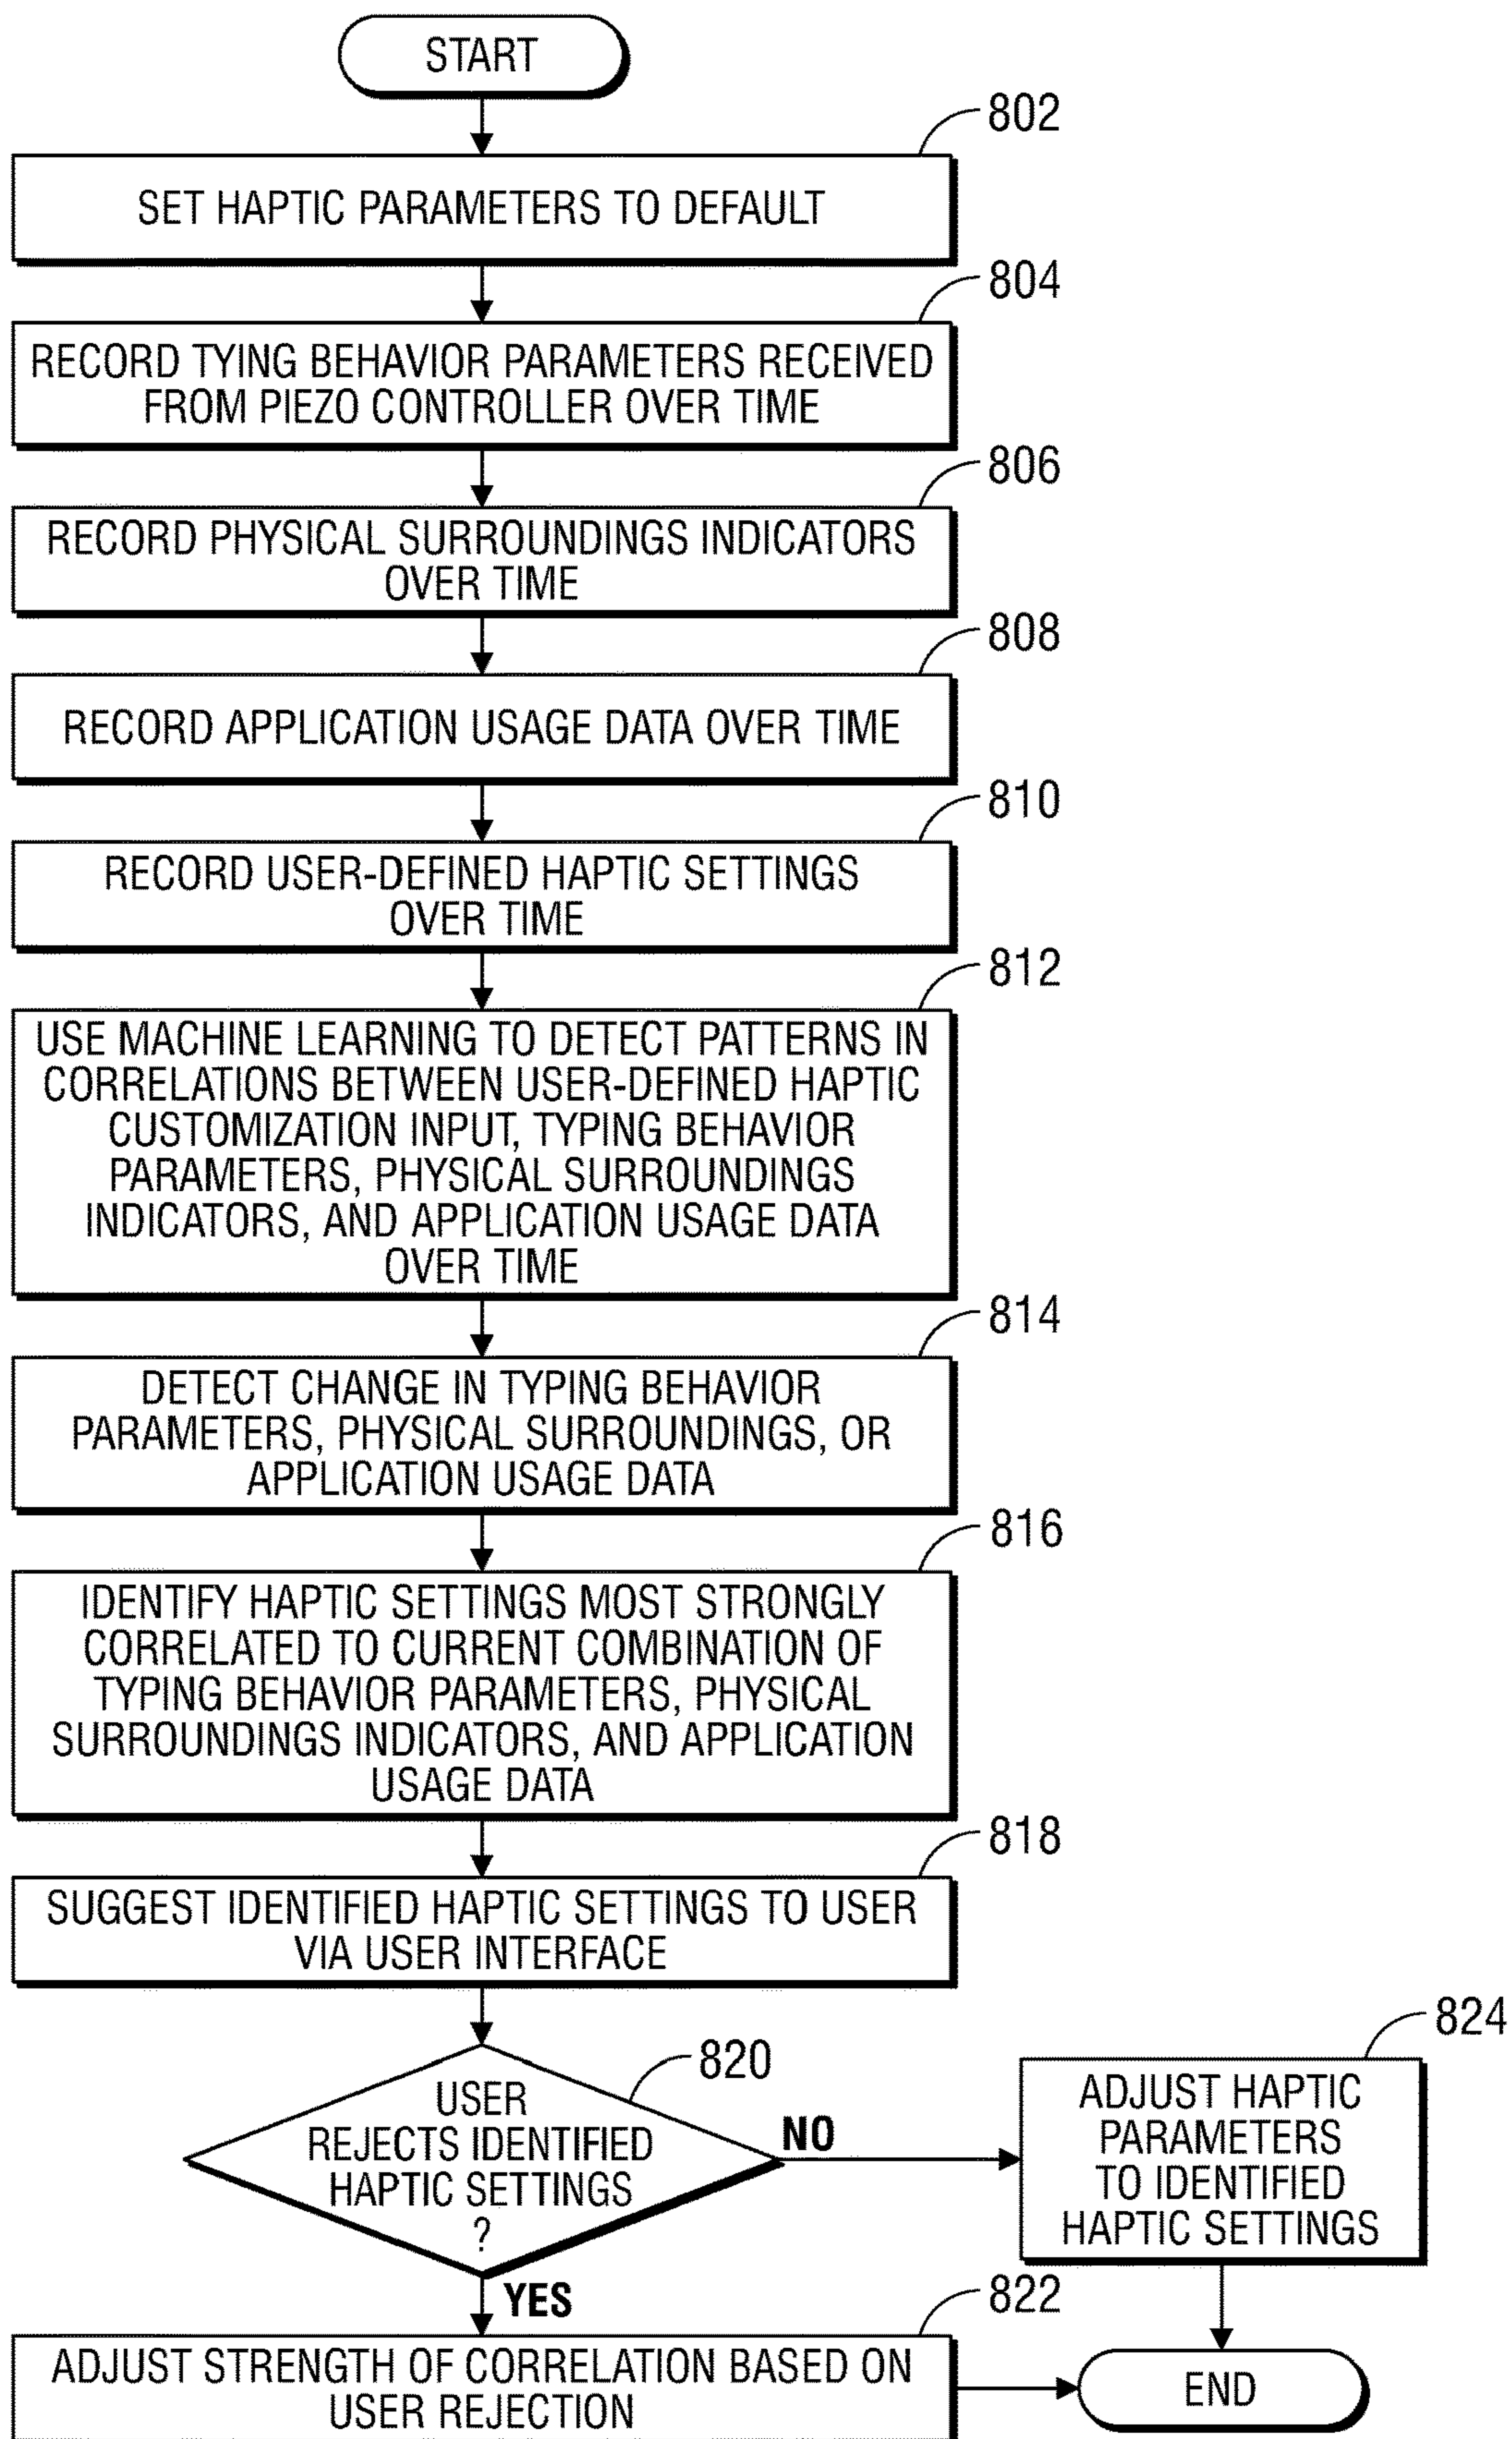 START
802
SET HAPTIC PARAMETERS TO DEFAULT
804
RECORD TYING BEHAVIOR PARAMETERS RECEIVED
FROM PIEZO CONTROLLER OVER TIME
806
RECORD PHYSICAL SURROUNDINGS INDICATORS
OVER TIME
808
RECORD APPLICATION USAGE DATA OVER TIME
810
RECORD USER-DEFINED HAPTIC SETTINGS
OVER TIME
812
USE MACHINE LEARNING TO DETECT PATTERNS IN
CORRELATIONS BETWEEN USER-DEFINED HAPTIC
CUSTOMIZATION INPUT, TYPING BEHAVIOR
PARAMETERS, PHYSICAL SURROUNDINGS
INDICATORS, AND APPLICATION USAGE DATA
OVER TIME
814
DETECT CHANGE IN TYPING BEHAVIOR
PARAMETERS, PHYSICAL SURROUNDINGS, OR
APPLICATION USAGE DATA
816
IDENTIFY HAPTIC SETTINGS MOST STRONGLY
CORRELATED TO CURRENT COMBINATION OF
TYPING BEHAVIOR PARAMETERS, PHYSICAL
SURROUNDINGS INDICATORS, AND APPLICATION
USAGE DATA
818
SUGGEST IDENTIFIED HAPTIC SETTINGS TO USER
VIA USER INTERFACE
820
USER
REJECTS IDENTIFIED
HAPTIC SETTINGS
?
NO
824
ADJUST HAPTIC
PARAMETERS
TO IDENTIFIED
HAPTIC SETTINGS
YES
822
ADJUST STRENGTH OF CORRELATION BASED ON
USER REJECTION
END